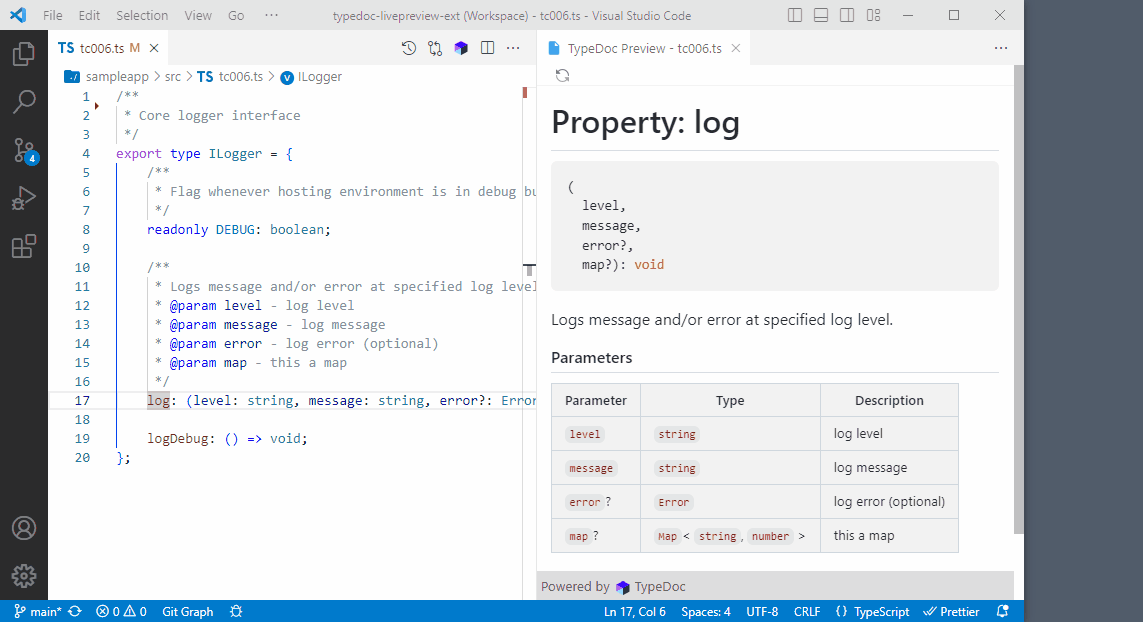 File Edit Selection View Go ··· typedoc-livepreview-ext (Workspace) - tc006.ts - Visual Studio Code
TS tc006.ts M
TypeDoc Preview - tc006.ts
sampleapp > src > TS tc006.ts > ILogger
1 /**
2 * Core logger interface
3 */
4 export type ILogger = {
5 /**
6 * Flag whenever hosting environment is in debug bu
7 */
8 readonly DEBUG: boolean;
9
10 /**
11 * Logs message and/or error at specified log level
12 * @param level - log level
13 * @param message - log message
14 * @param error - log error (optional)
15 * @param map - this a map
16 */
17 log: (level: string, message: string, error?: Error
18
19 logDebug: () => void;
20 };
Property: log
(
level,
message,
error?,
map?): void
Logs message and/or error at specified log level.
Parameters
Parameter Type Description
level string log level
message string log message
error ? Error log error (optional)
map ? Map < string , number > this a map
Powered by TypeDoc
4
main* 0 0 Git Graph Ln 17, Col 6 Spaces: 4 UTF-8 CRLF {} TypeScript Prettier